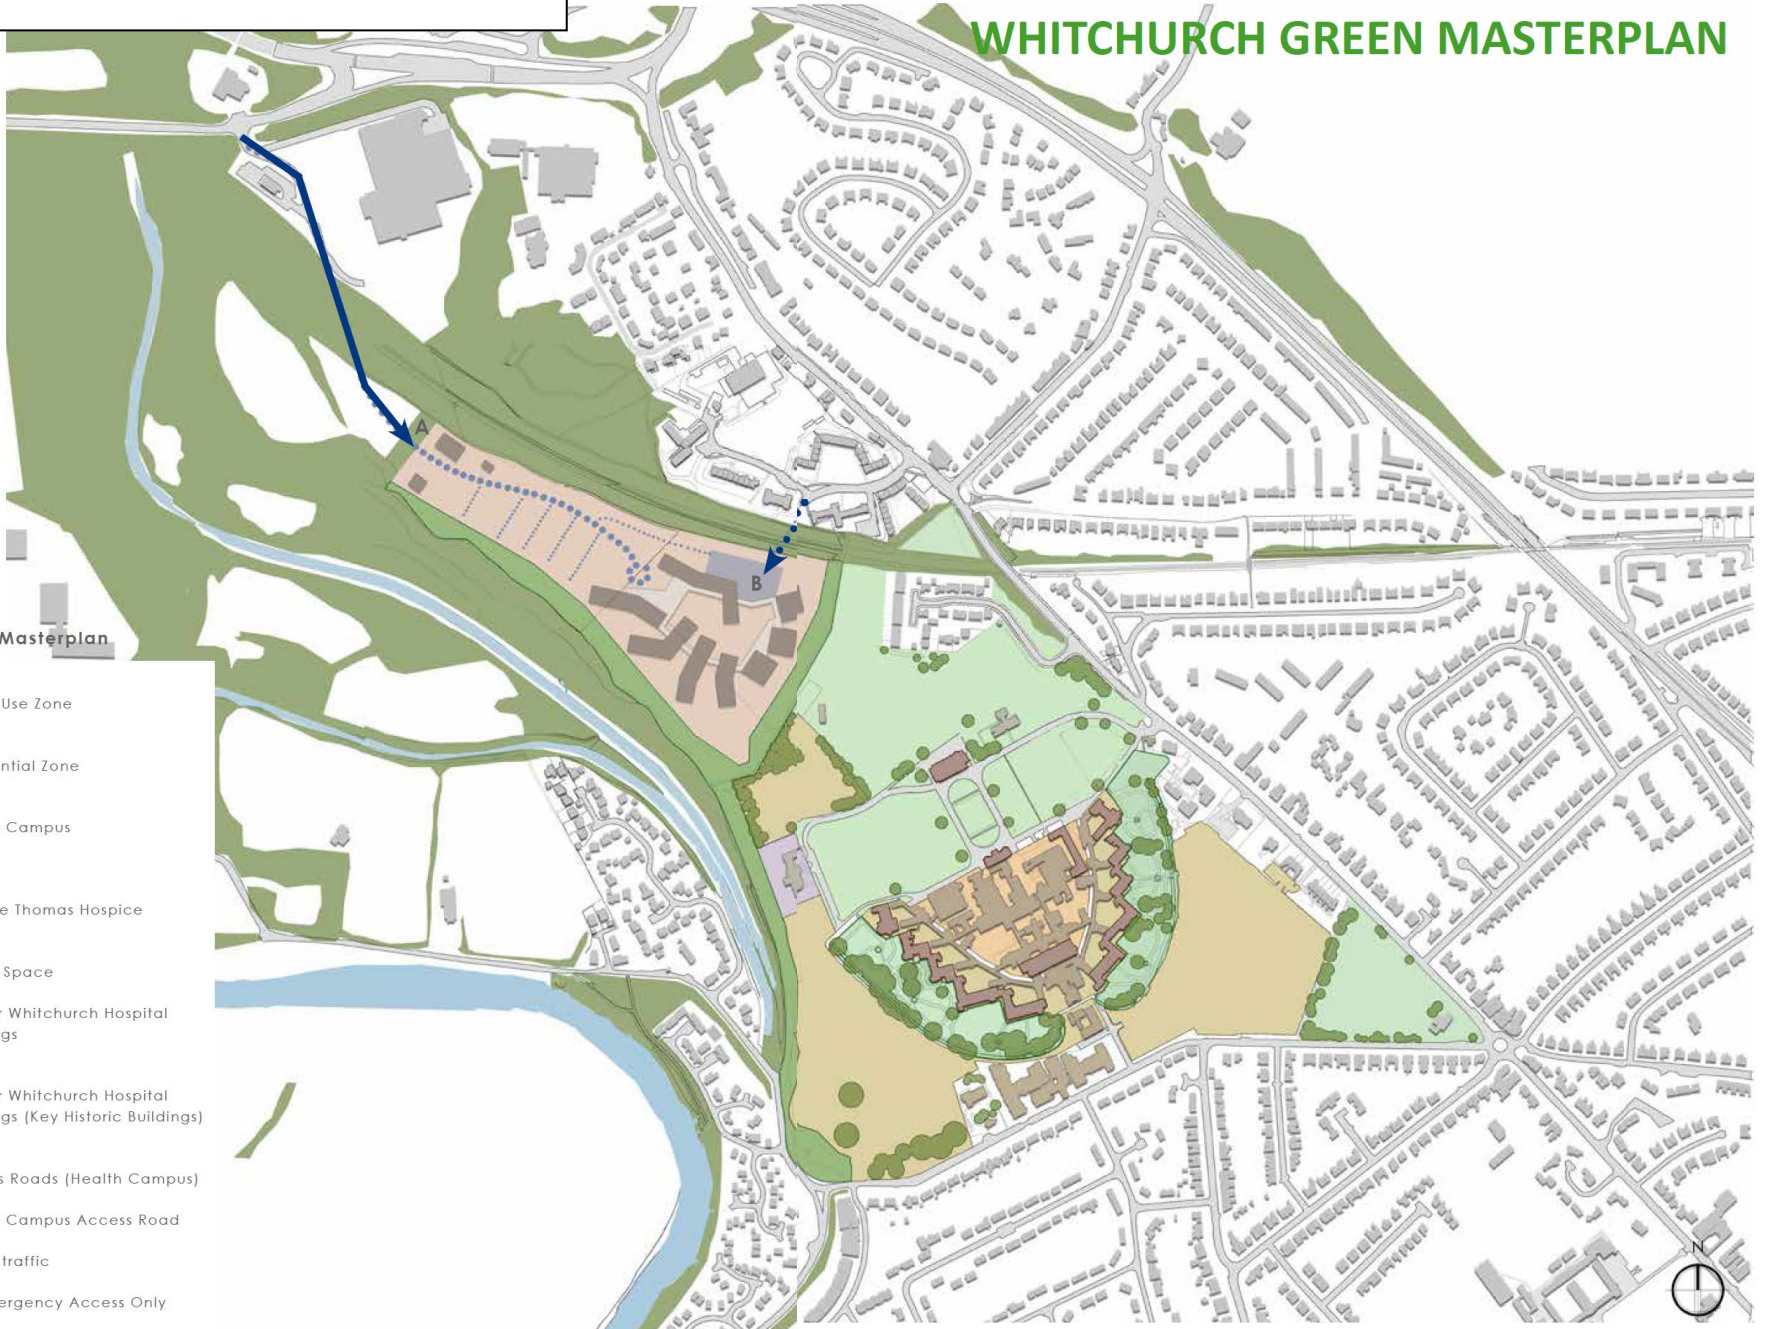 WHITCHURCH GREEN MASTERPLAN
A
B
Masterplan
Use Zone
ntial Zone
Campus
e Thomas Hospice
Space
r Whitchurch Hospital
gs
r Whitchurch Hospital
gs (Key Historic Buildings)
s Roads (Health Campus)
Campus Access Road
traffic
ergency Access Only
N